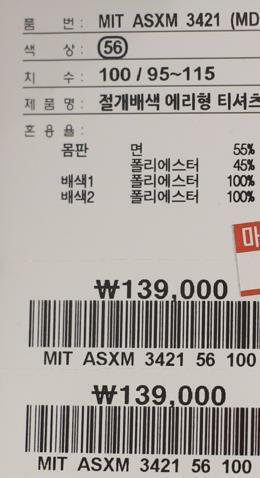 품 번: MIT ASXM 3421 (MD
색 상: 56
치 수: 100 / 95~115
제 품 명: 절개배색 에리형 티셔츠
혼 용 율:
몸판 면 55%
폴리에스터 45%
배색1 폴리에스터 100%
배색2 폴리에스터 100%
마
₩139,000
MIT ASXM 3421 56 100
₩139,000
MIT ASXM 3421 56 100